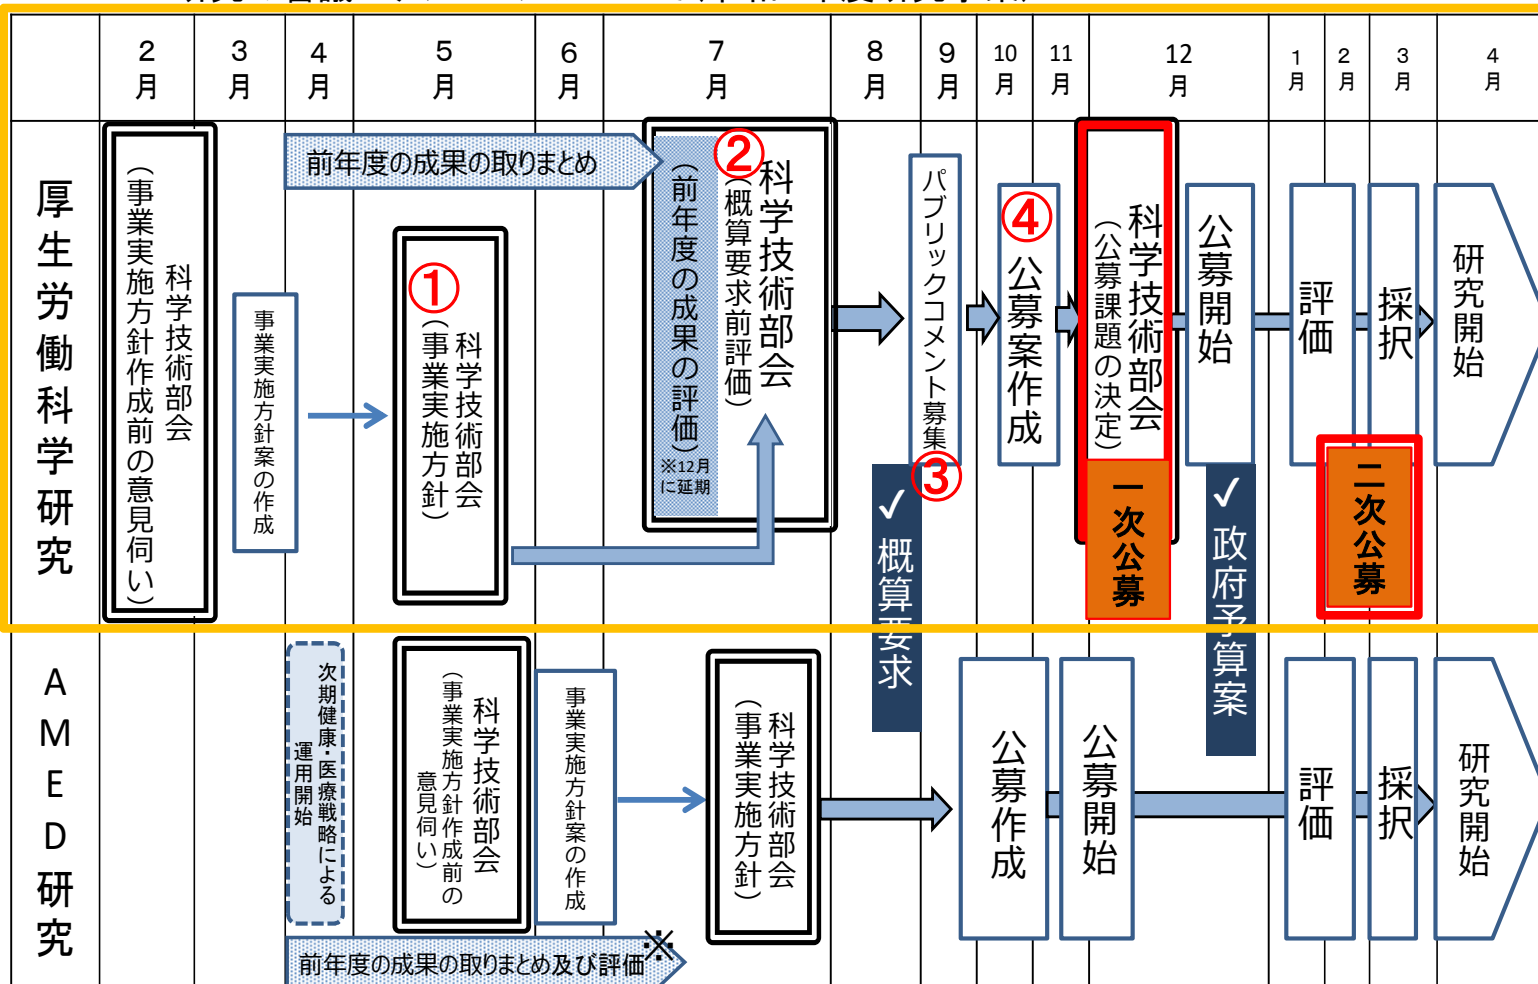 2月
3月
4月
5月
6月
7月
8月
9月
10月
11月
12月
1月
2月
3月
4月
厚生労働科学研究
科学技術部会
(事業実施方針作成前の意見伺い)
事業実施方針案の作成
前年度の成果の取りまとめ
①
科学技術部会
(事業実施方針)
②
科学技術部会
(概算要求前評価)
(前年度の成果の評価)
※12月
に延期
パブリックコメント募集
③
✓概算要求
④
公募案作成
科学技術部会
(公募課題の決定)
一次公募
公募開始
✓政府予算案
評価
採択
二次公募
研究開始
AMED研究
次期健康・医療戦略による
運用開始
科学技術部会
(事業実施方針作成前の
意見伺い)
事業実施方針案の作成
科学技術部会
(事業実施方針)
公募作成
公募開始
評価
採択
研究開始
前年度の成果の取りまとめ及び評価※